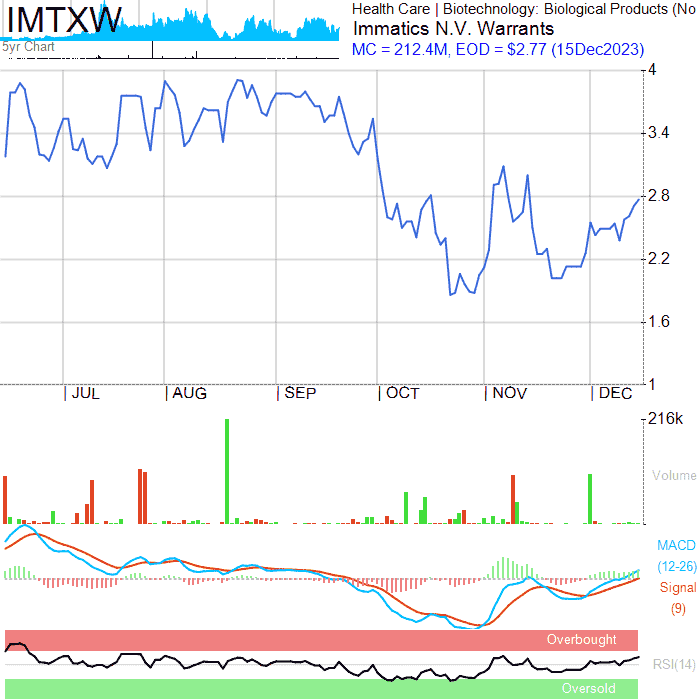 IMTXW
5yr Chart
Health Care | Biotechnology: Biological Products (No
Immatics N.V. Warrants
MC = 212.4M, EOD = $2.77 (15Dec2023)
4
3.4
2.8
2.2
1.6
1
|JUL |AUG |SEP |OCT |NOV |DEC
216k
Volume
MACD
(12-26)
Signal
(9)
Overbought
RSI(14)
Oversold